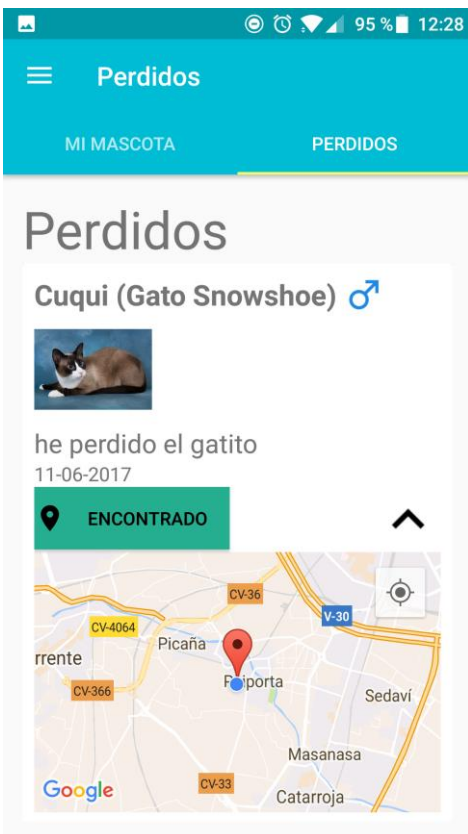 95 % 12:28
Perdidos
MI MASCOTA PERDIDOS
Perdidos
Cuqui (Gato Snowshoe)
he perdido el gatito
11-06-2017
ENCONTRADO
CV-36
V-30
CV-4064
Picaña
rrente
Paiporta
CV-366
Sedaví
Masanasa
CV-33
Google
Catarroja